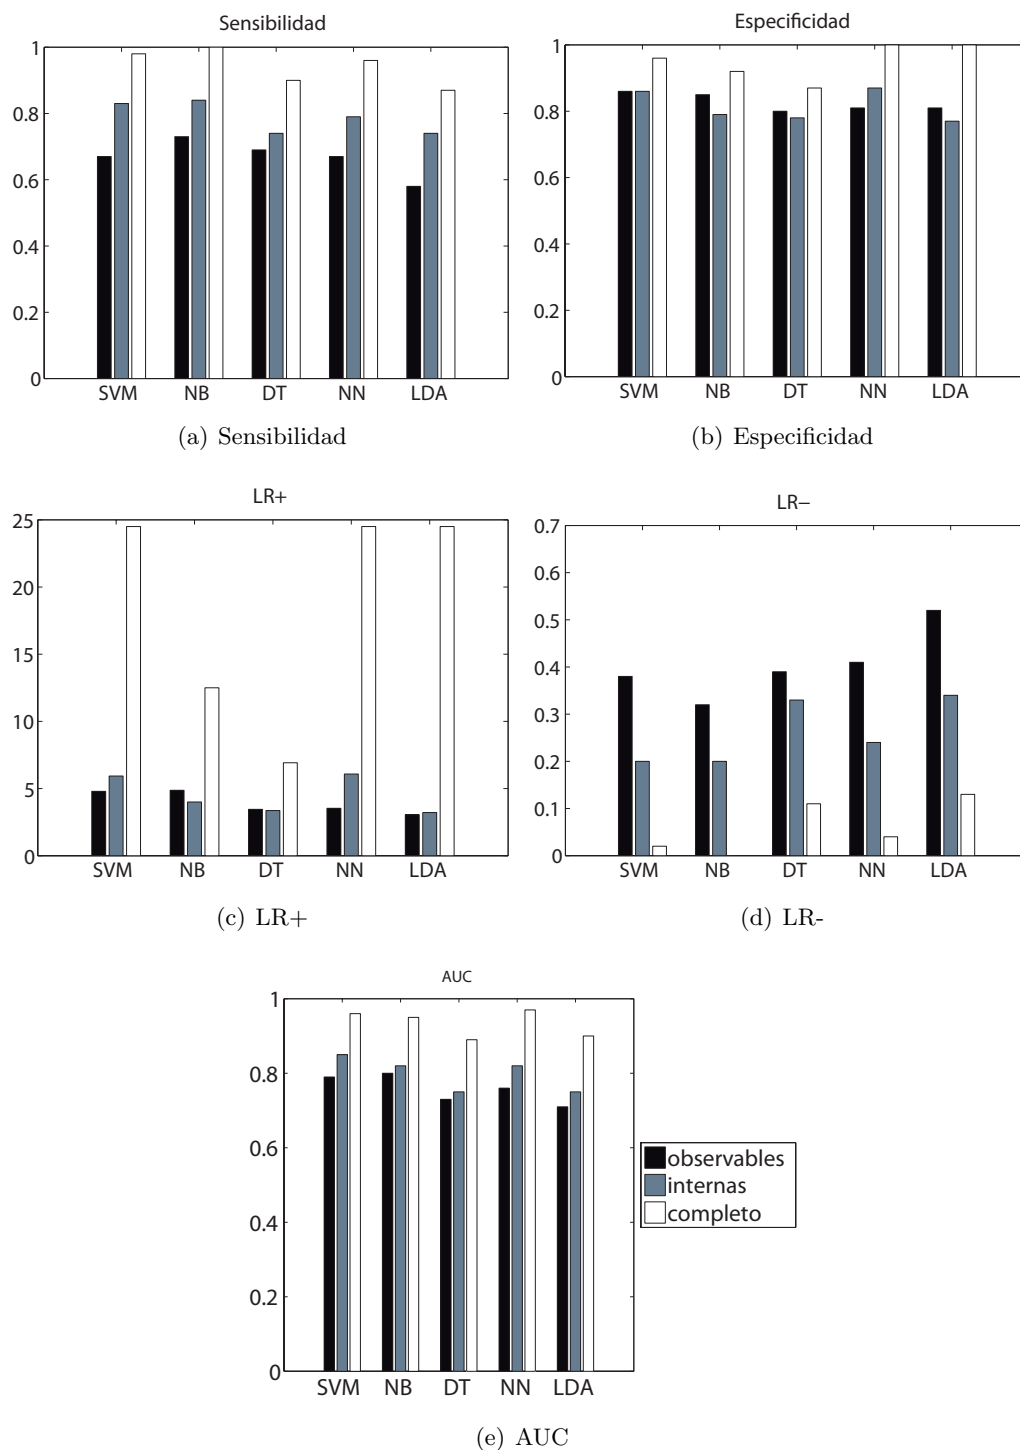 Sensibilidad
1
0.8
0.6
0.4
0.2
0
SVM NB DT NN LDA
(a) Sensibilidad
Especificidad
1
0.8
0.6
0.4
0.2
0
SVM NB DT NN LDA
(b) Especificidad
LR+
25
20
15
10
5
0
SVM NB DT NN LDA
(c) LR+
LR−
0.7
0.6
0.5
0.4
0.3
0.2
0.1
0
SVM NB DT NN LDA
(d) LR-
AUC
1
0.8
0.6
0.4
0.2
0
SVM NB DT NN LDA
observables
internas
completo
(e) AUC